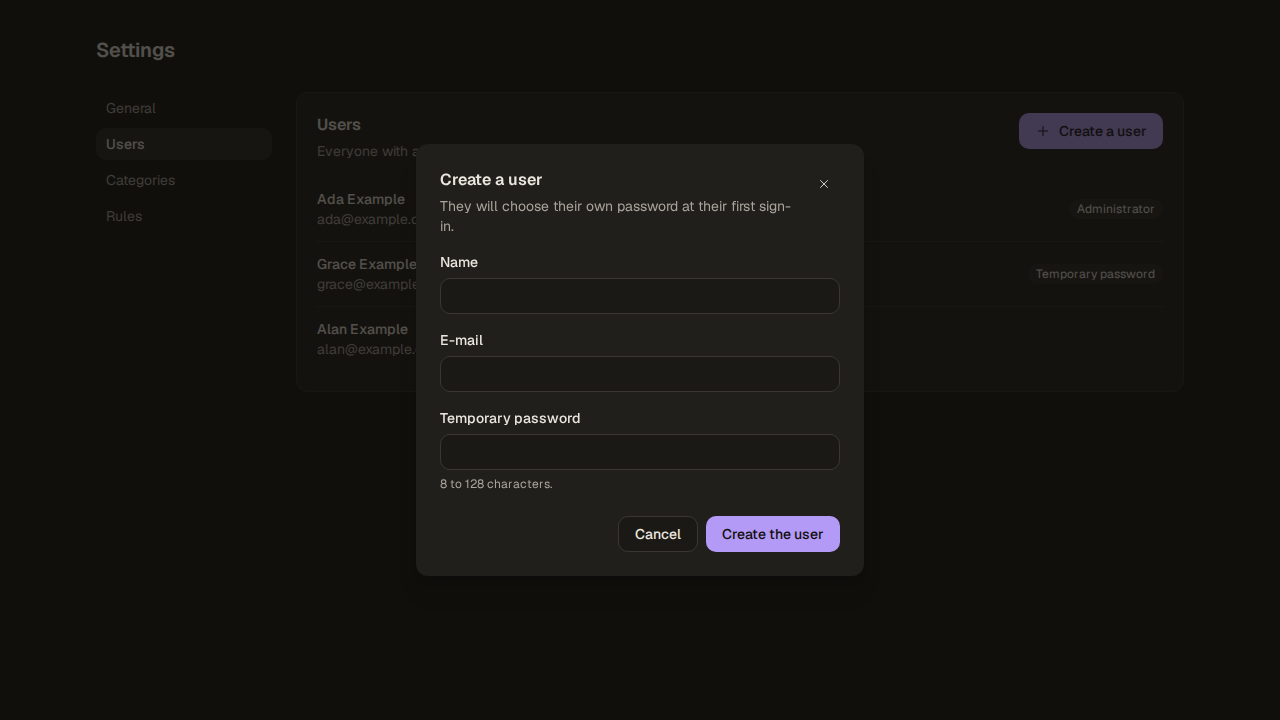 Settings
General
Users
Categories
Rules
Users
Everyone with a
Create a user
Ada Example
ada@example.c
Administrator
Grace Example
grace@example
Temporary password
Alan Example
alan@example.
Create a user
They will choose their own password at their first sign-
in.
Name
E-mail
Temporary password
8 to 128 characters.
Cancel
Create the user